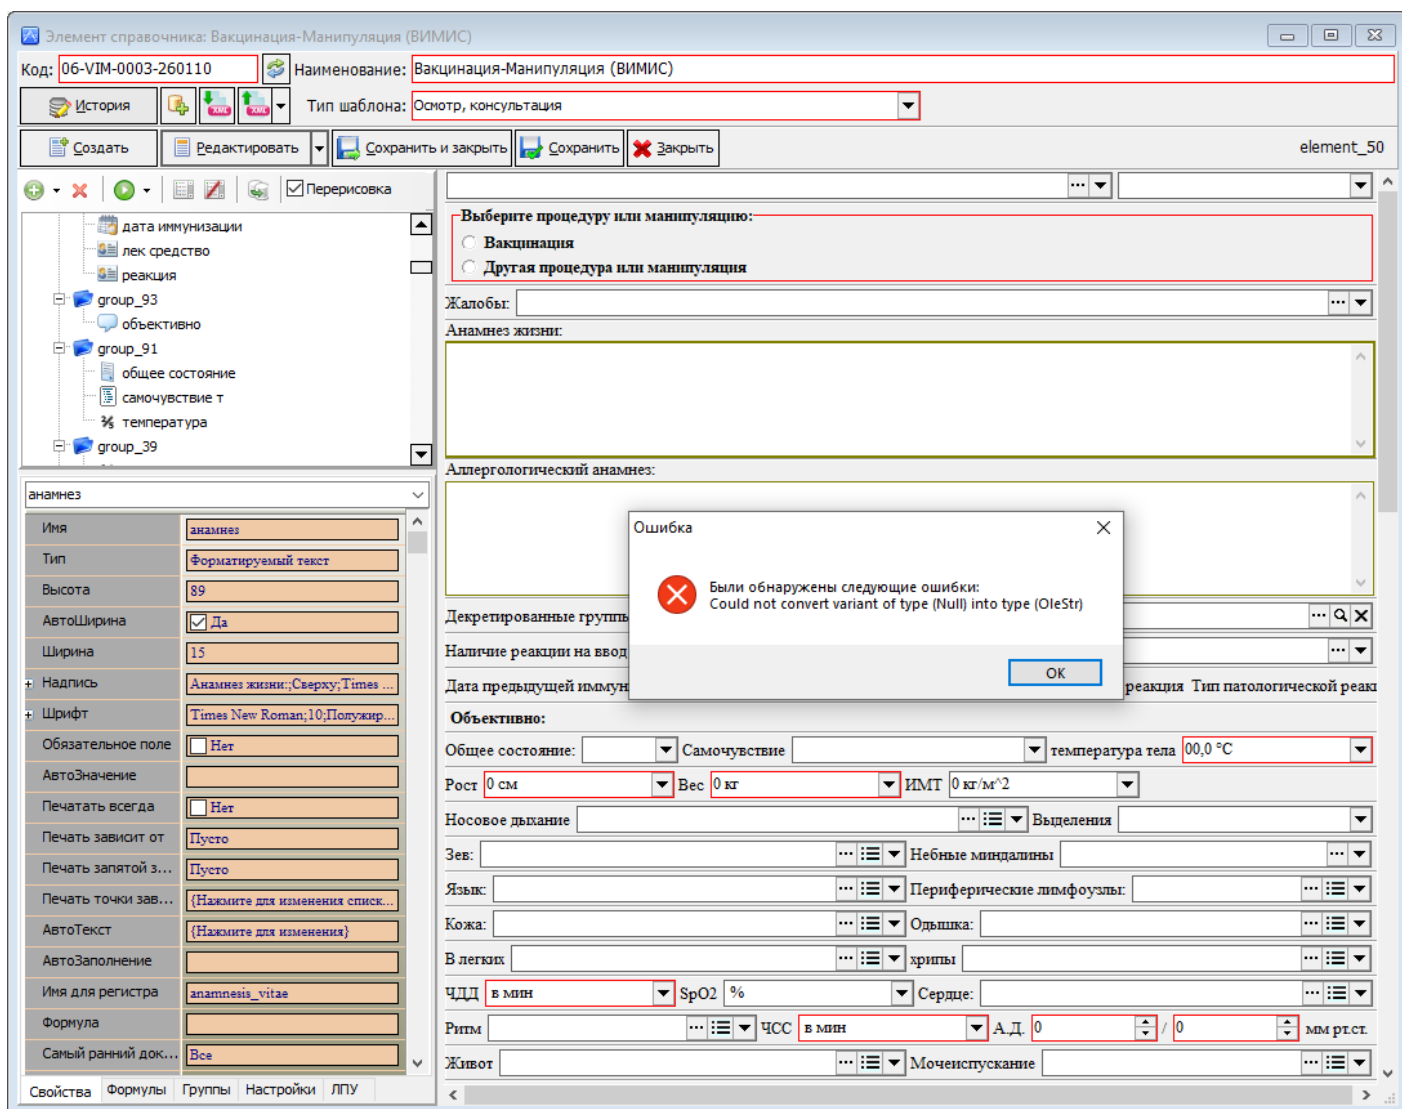 Элемент справочника: Вакцинация-Манипуляция (ВИМИС)
Код: 06-VIM-0003-260110 Наименование: Вакцинация-Манипуляция (ВИМИС)
История XML XML Тип шаблона: Осмотр, консультация
Создать Редактировать Сохранить и закрыть Сохранить Закрыть element_50
Перерисовка
дата иммунизации
лек средство
реакция
group_93
объективно
group_91
общее состояние
самочувствие т
температура
group_39
анамнез
Имя анамнез
Тип Форматируемый текст
Высота 89
АвтоШирина Да
Ширина 15
Надпись Анамнез жизни:;Сверху;Times ...
Шрифт Times New Roman;10;Полужир...
Обязательное поле Нет
АвтоЗначение
Печатать всегда Нет
Печать зависит от Пусто
Печать запятой з... Пусто
Печать точки зав... {Нажмите для изменения списк...
АвтоТекст {Нажмите для изменения}
АвтоЗаполнение
Имя для регистра anamnesis_vitae
Формула
Самый ранний док... Все
Свойства Формулы Группы Настройки ЛПУ
Выберите процедуру или манипуляцию:
Вакцинация
Другая процедура или манипуляция
Жалобы:
Анамнез жизни:
Аллергологический анамнез:
Декретированные группы
Наличие реакции на ввод
Дата предыдущей иммун реакция Тип патологической реакц
Объективно:
Общее состояние: Самочувствие температура тела 00,0 °C
Рост 0 см Вес 0 кг ИМТ 0 кг/м^2
Носовое дыхание Выделения
Зев: Небные миндалины
Язык: Периферические лимфоузлы:
Кожа: Одышка:
В легких хрипы
ЧДД в мин SpO2 % Сердце:
Ритм ЧСС в мин А.Д. 0 / 0 мм рт.ст.
Живот Мочеиспускание
Ошибка
Были обнаружены следующие ошибки:
Could not convert variant of type (Null) into type (OleStr)
OK